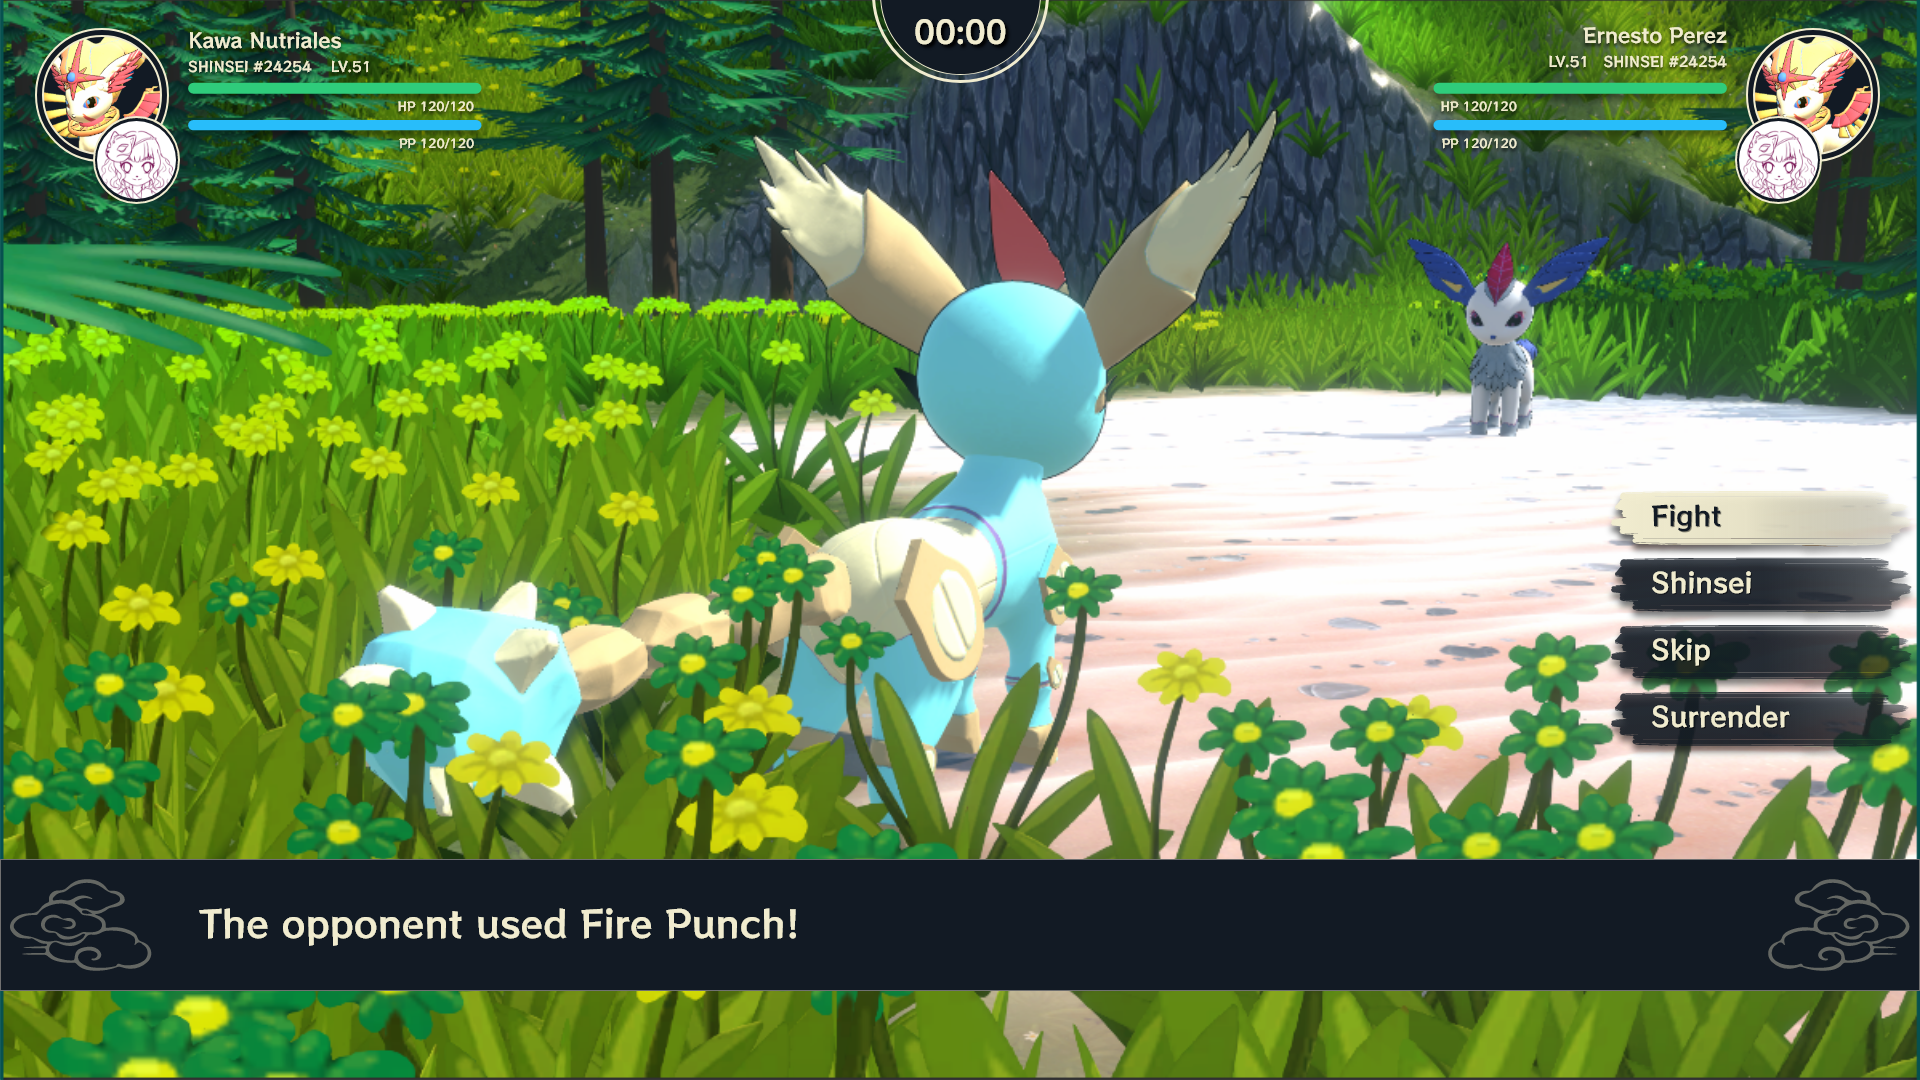 Kawa Nutriales
SHINSEI #24254 LV.51
HP 120/120
PP 120/120
00:00
Ernesto Perez
LV.51 SHINSEI #24254
HP 120/120
PP 120/120
Fight
Shinsei
Skip
Surrender
The opponent used Fire Punch!